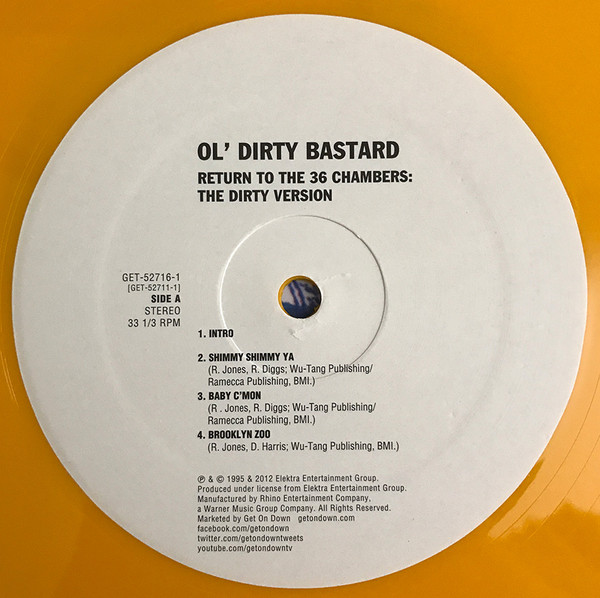 OL' DIRTY BASTARD
RETURN TO THE 36 CHAMBERS:
THE DIRTY VERSION
GET-52716-1
[GET-52711-1]
SIDE A
STEREO
33 1/3 RPM
1. INTRO
2. SHIMMY SHIMMY YA
(R. Jones, R. Diggs; Wu-Tang Publishing/
Ramecca Publishing, BMI.)
3. BABY C'MON
(R . Jones, R. Diggs; Wu-Tang Publishing/
Ramecca Publishing, BMI.)
4. BROOKLYN ZOO
(R. Jones, D. Harris; Wu-Tang Publishing, BMI.)
℗ & © 1995 & 2012 Elektra Entertainment Group.
Produced under license from Elektra Entertainment Group.
Manufactured by Rhino Entertainment Company,
a Warner Music Group Company. All Rights Reserved.
Marketed by Get On Down getondown.com
facebook.com/getondown
twitter.com/getondowntweets
youtube.com/getondowntv